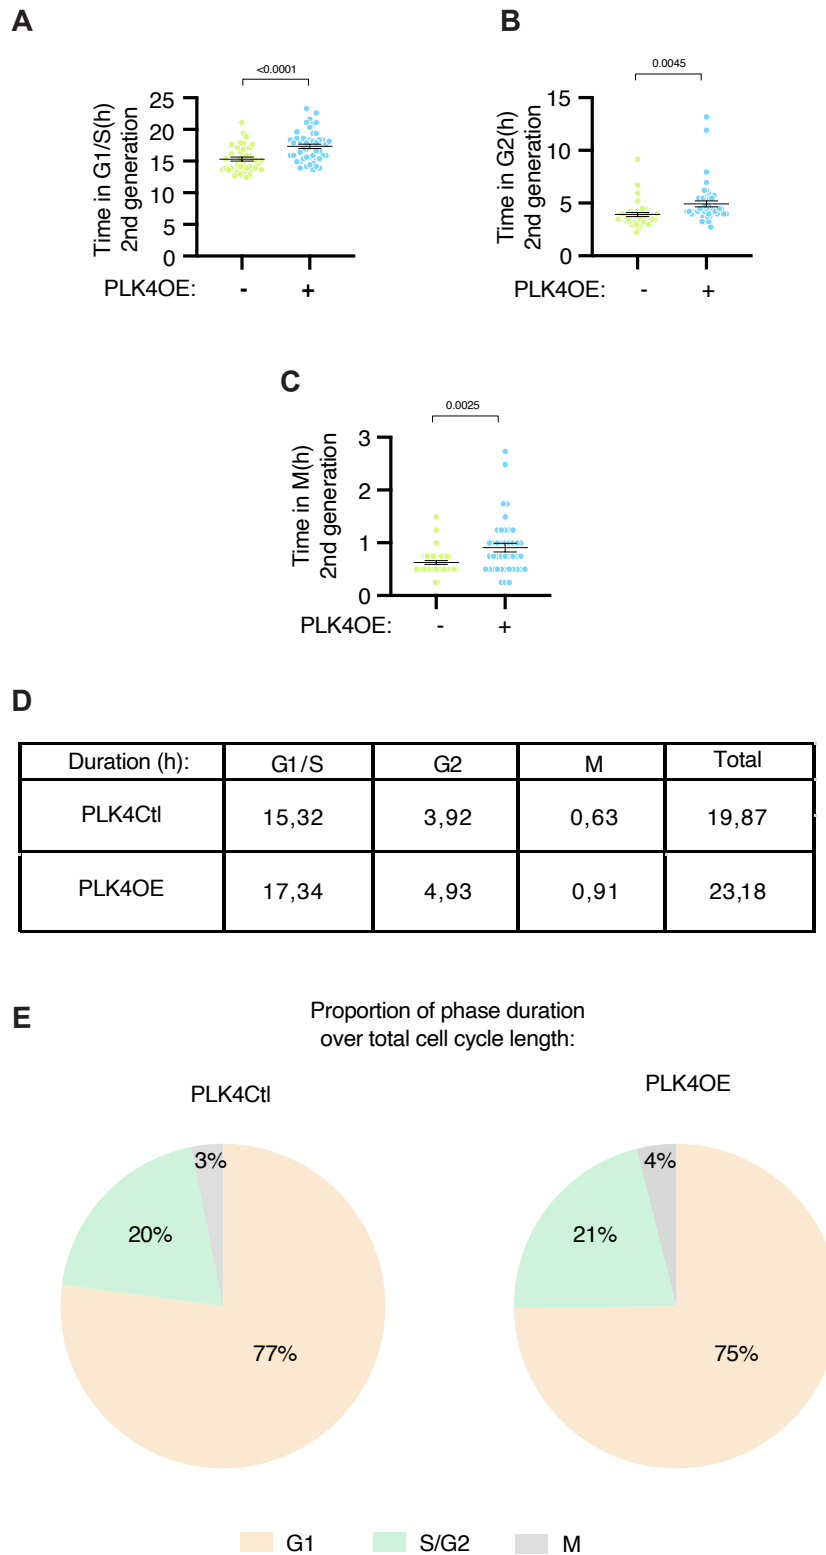 A
<0.0001
Time in G1/S(h)
2nd generation
25
20
15
10
5
0
PLK4OE: - +
B
0.0045
Time in G2(h)
2nd generation
15
10
5
0
PLK4OE: - +
C
0.0025
Time in M(h)
2nd generation
3
2
1
0
PLK4OE: - +
D
Duration (h): G1/S G2 M Total
PLK4Ctl 15,32 3,92 0,63 19,87
PLK4OE 17,34 4,93 0,91 23,18
E
Proportion of phase duration
over total cell cycle length:
PLK4Ctl
3%
20%
77%
PLK4OE
4%
21%
75%
G1 S/G2 M